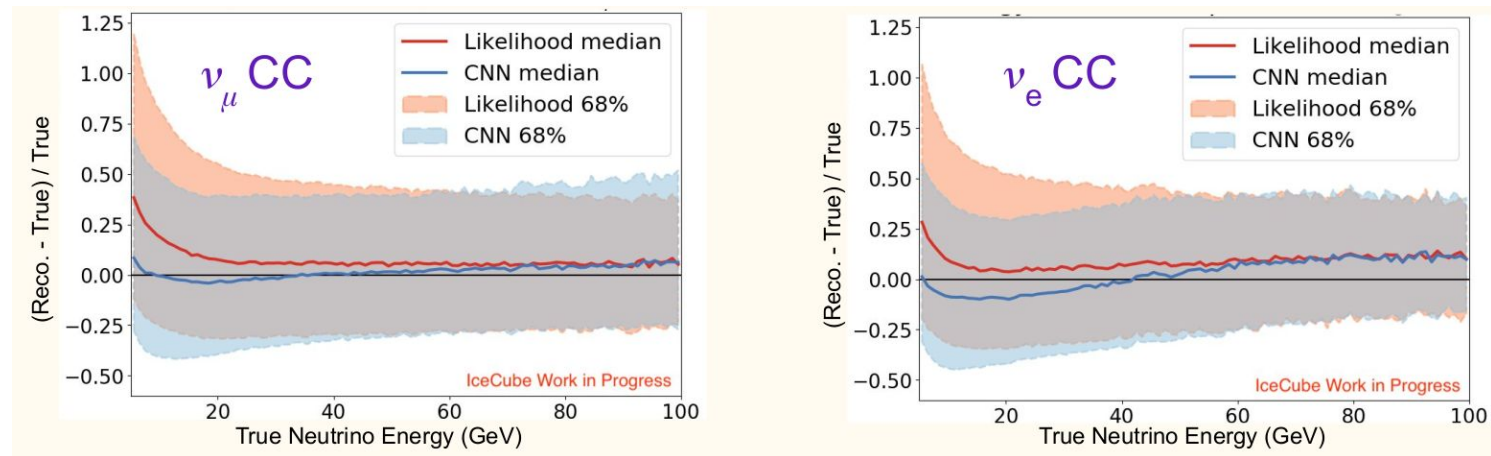 1.25
1.00
0.75
0.50
0.25
0.00
−0.25
−0.50
(Reco. - True) / True
νμ CC
Likelihood median
CNN median
Likelihood 68%
CNN 68%
IceCube Work in Progress
20 40 60 80 100
True Neutrino Energy (GeV)
1.25
1.00
0.75
0.50
0.25
0.00
−0.25
−0.50
(Reco. - True) / True
νe CC
Likelihood median
CNN median
Likelihood 68%
CNN 68%
IceCube Work in Progress
20 40 60 80 100
True Neutrino Energy (GeV)